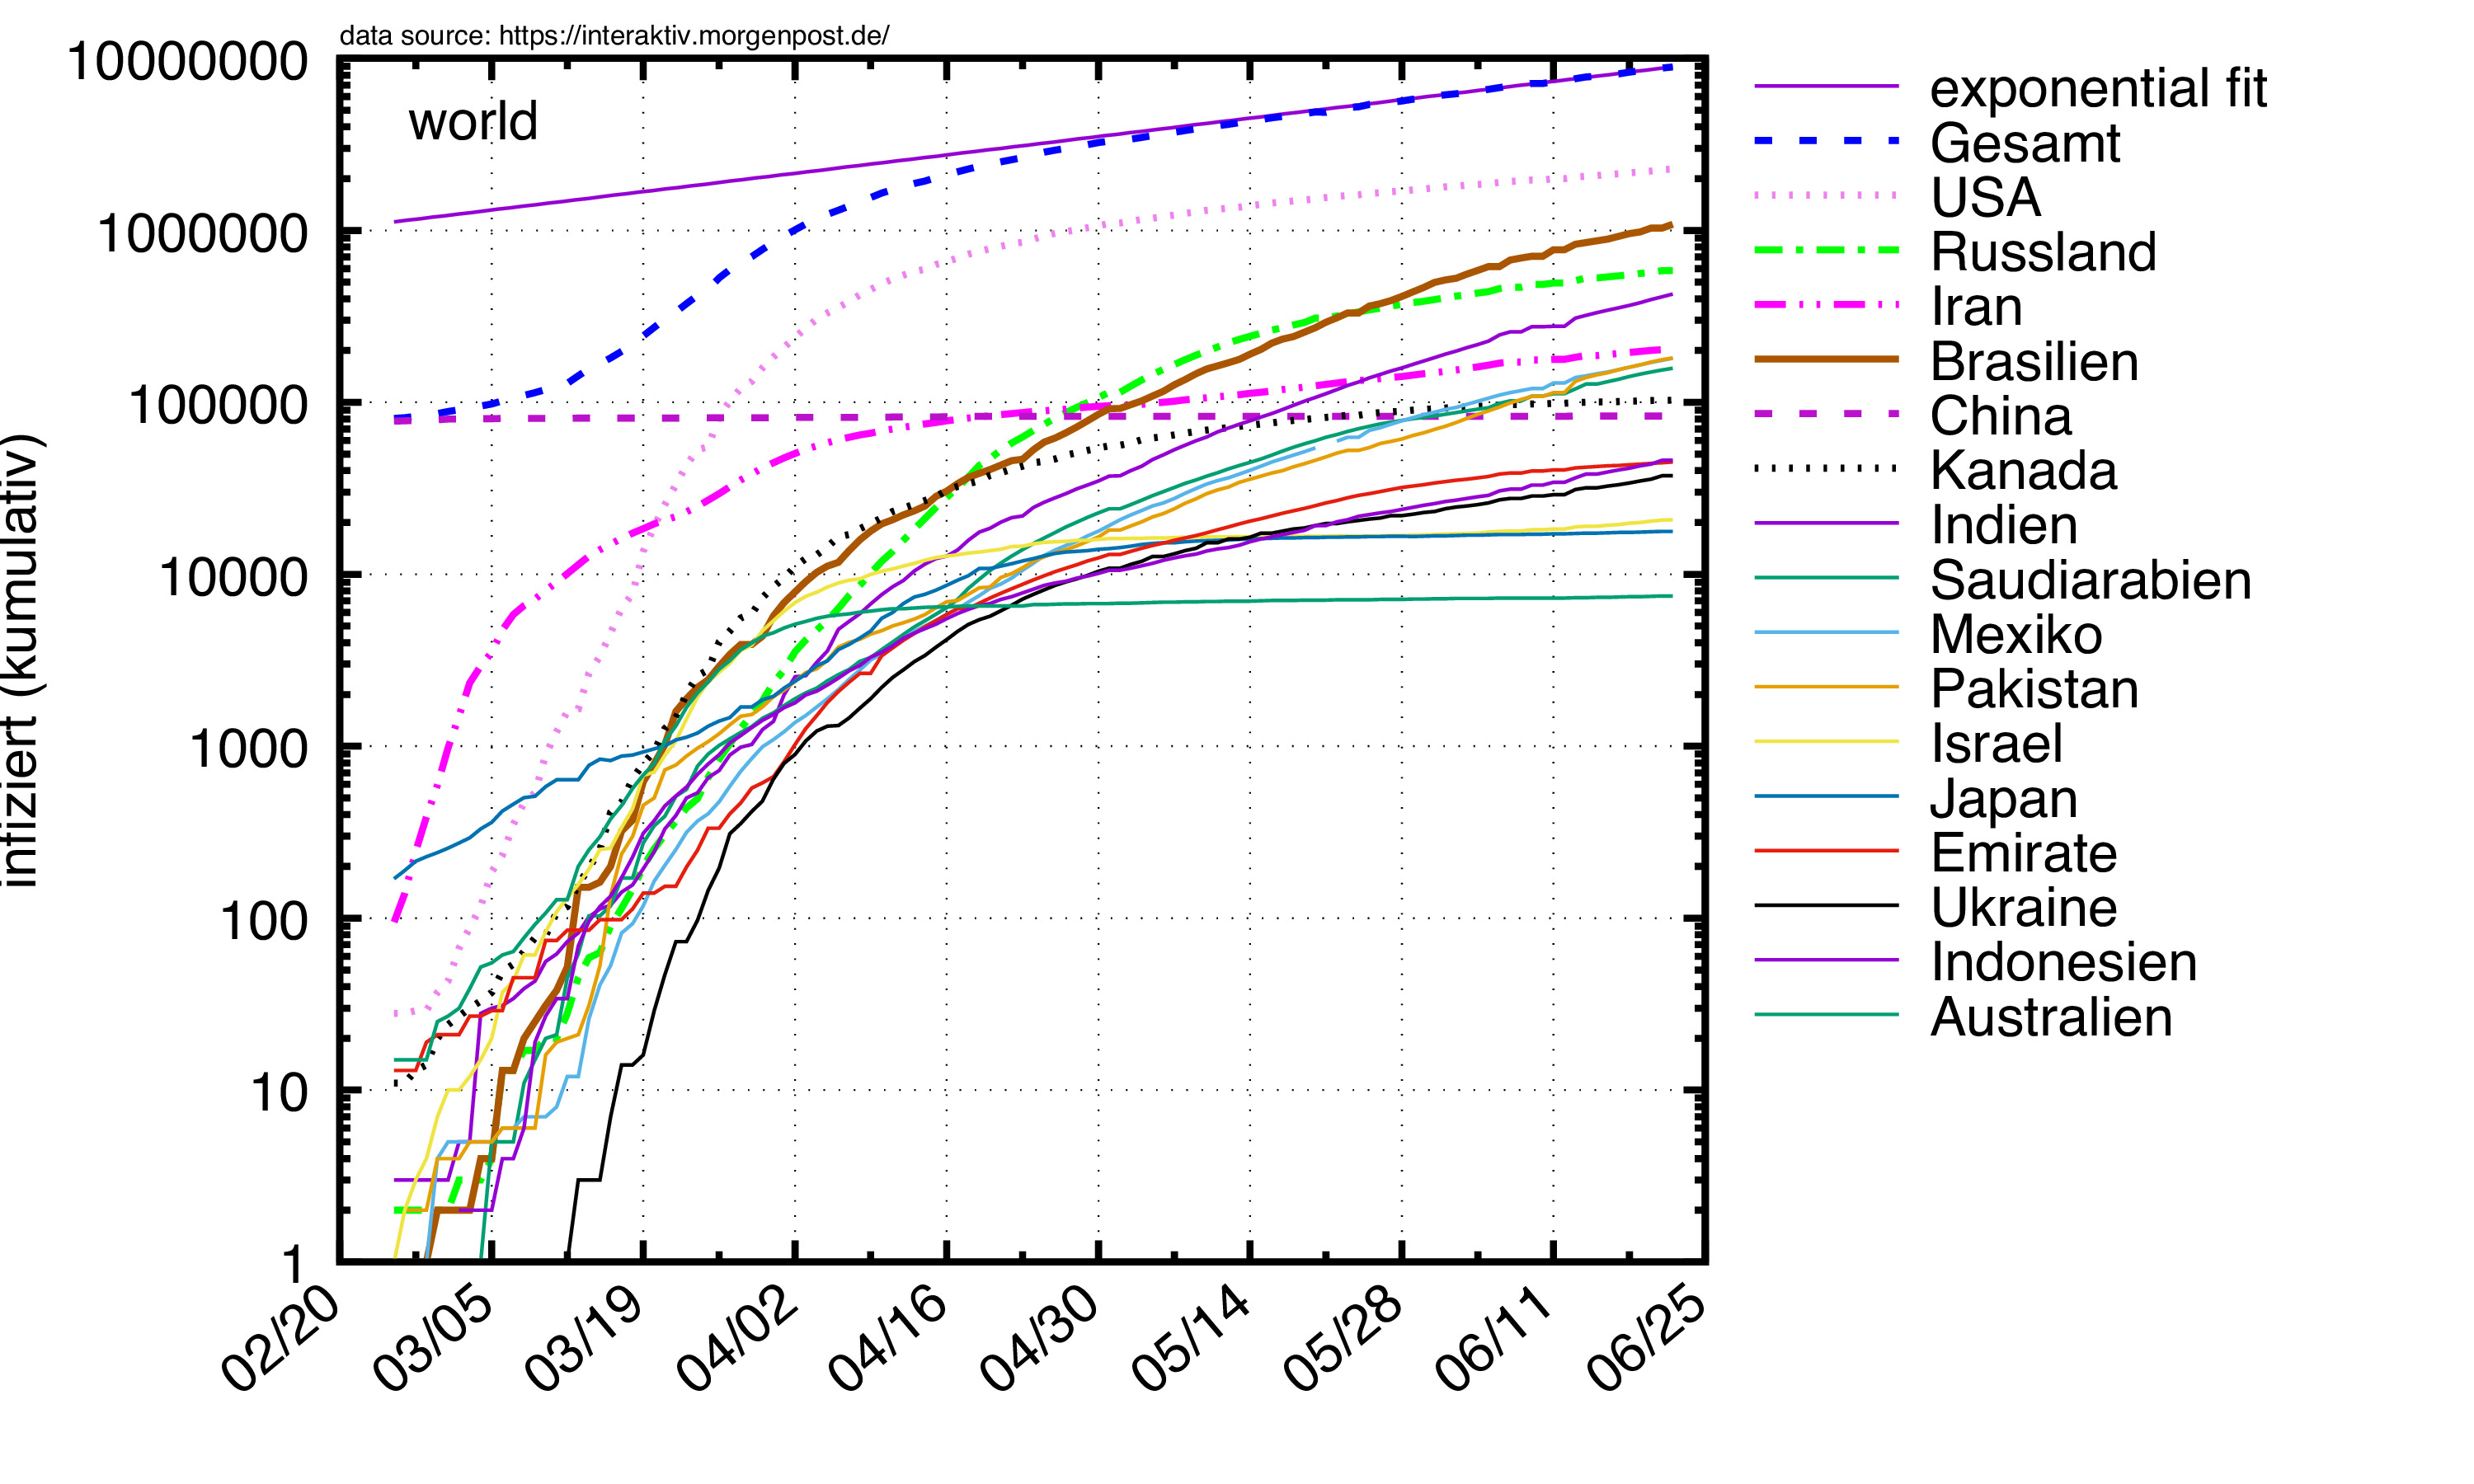 data source: https://interaktiv.morgenpost.de/
world
infiziert (kumulativ)
10000000
1000000
100000
10000
1000
100
10
1
02/20
03/05
03/19
04/02
04/16
04/30
05/14
05/28
06/11
06/25
exponential fit
Gesamt
USA
Russland
Iran
Brasilien
China
Kanada
Indien
Saudiarabien
Mexiko
Pakistan
Israel
Japan
Emirate
Ukraine
Indonesien
Australien